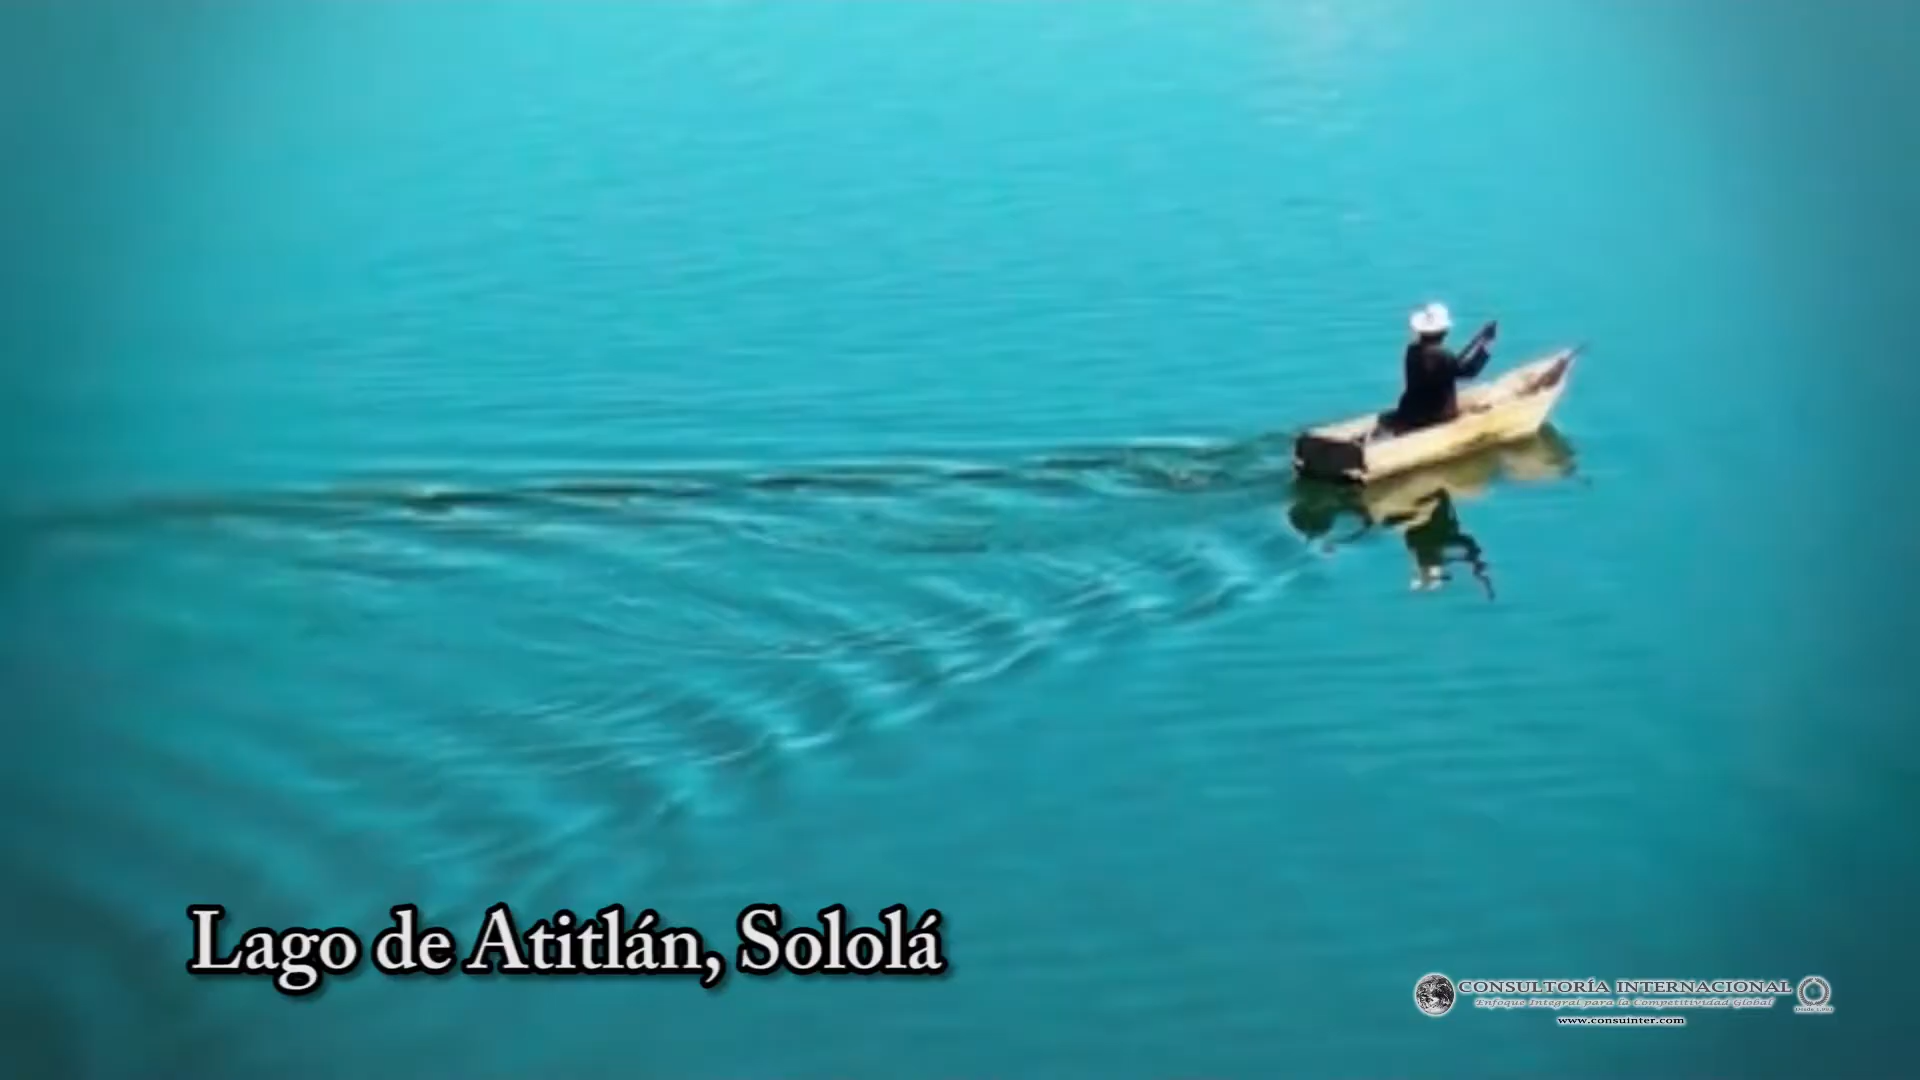 Lago de Atitlán, Sololá
CONSULTORÍA INTERNACIONAL
Enfoque Integral para la Competitividad Global
www.consuinter.com